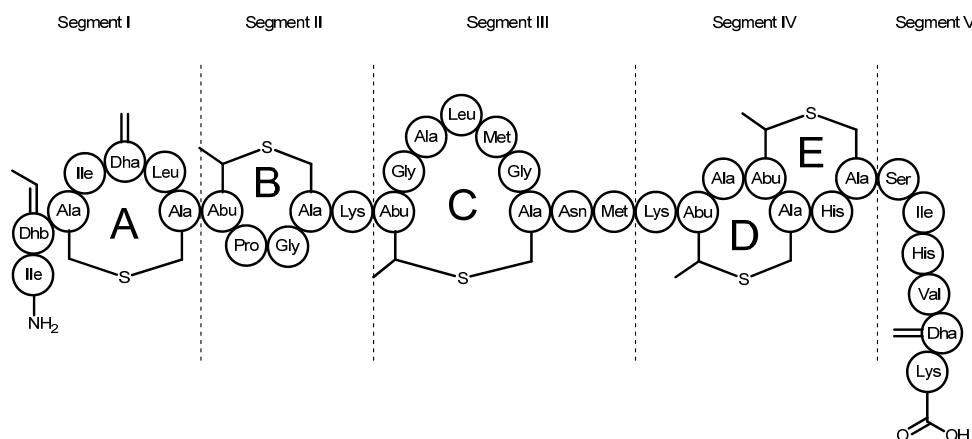 Segment I Segment II Segment III Segment IV Segment V
Ile
Dhb
Ala
Ile
Dha
Leu
Ala
S
A
Abu
Pro
Gly
Ala
S
B
Lys
Abu
Gly
Ala
Leu
Met
Gly
Ala
S
C
Asn
Met
Lys
Abu
Ala
Abu
Ala
His
Ala
S
D
S
E
Ser
Ile
His
Val
Dha
Lys
NH2
O
OH